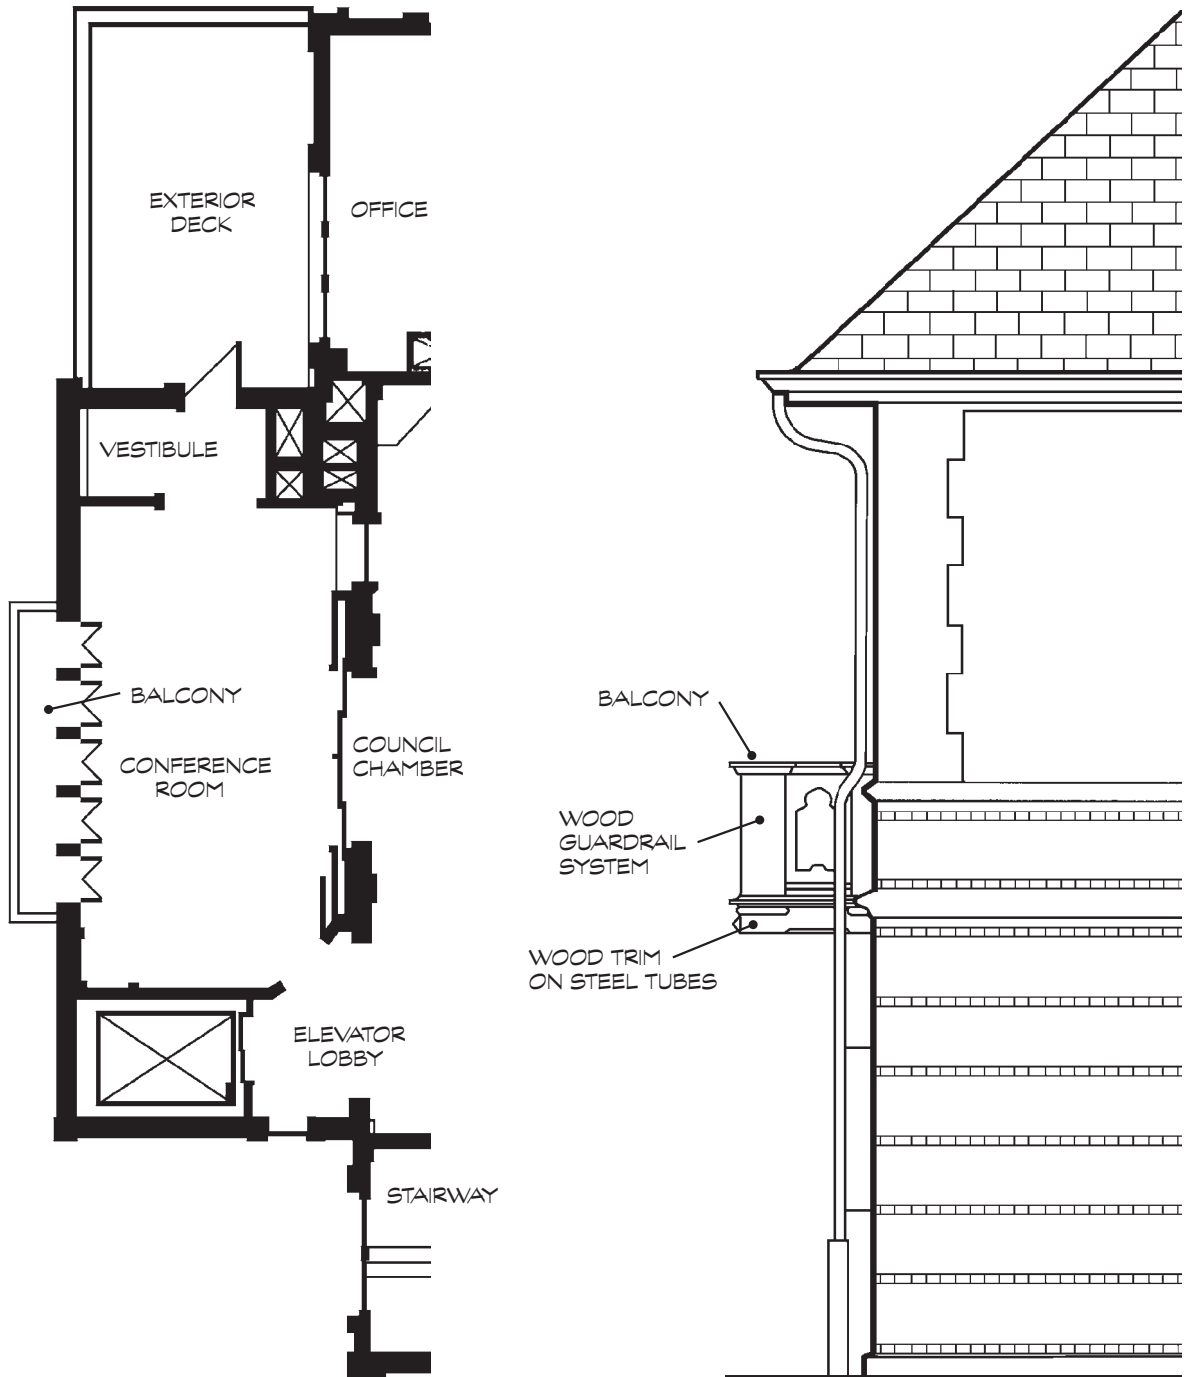 EXTERIOR
DECK
OFFICE
VESTIBULE
BALCONY
CONFERENCE
ROOM
COUNCIL
CHAMBER
ELEVATOR
LOBBY
STAIRWAY
BALCONY
WOOD
GUARDRAIL
SYSTEM
WOOD TRIM
ON STEEL TUBES